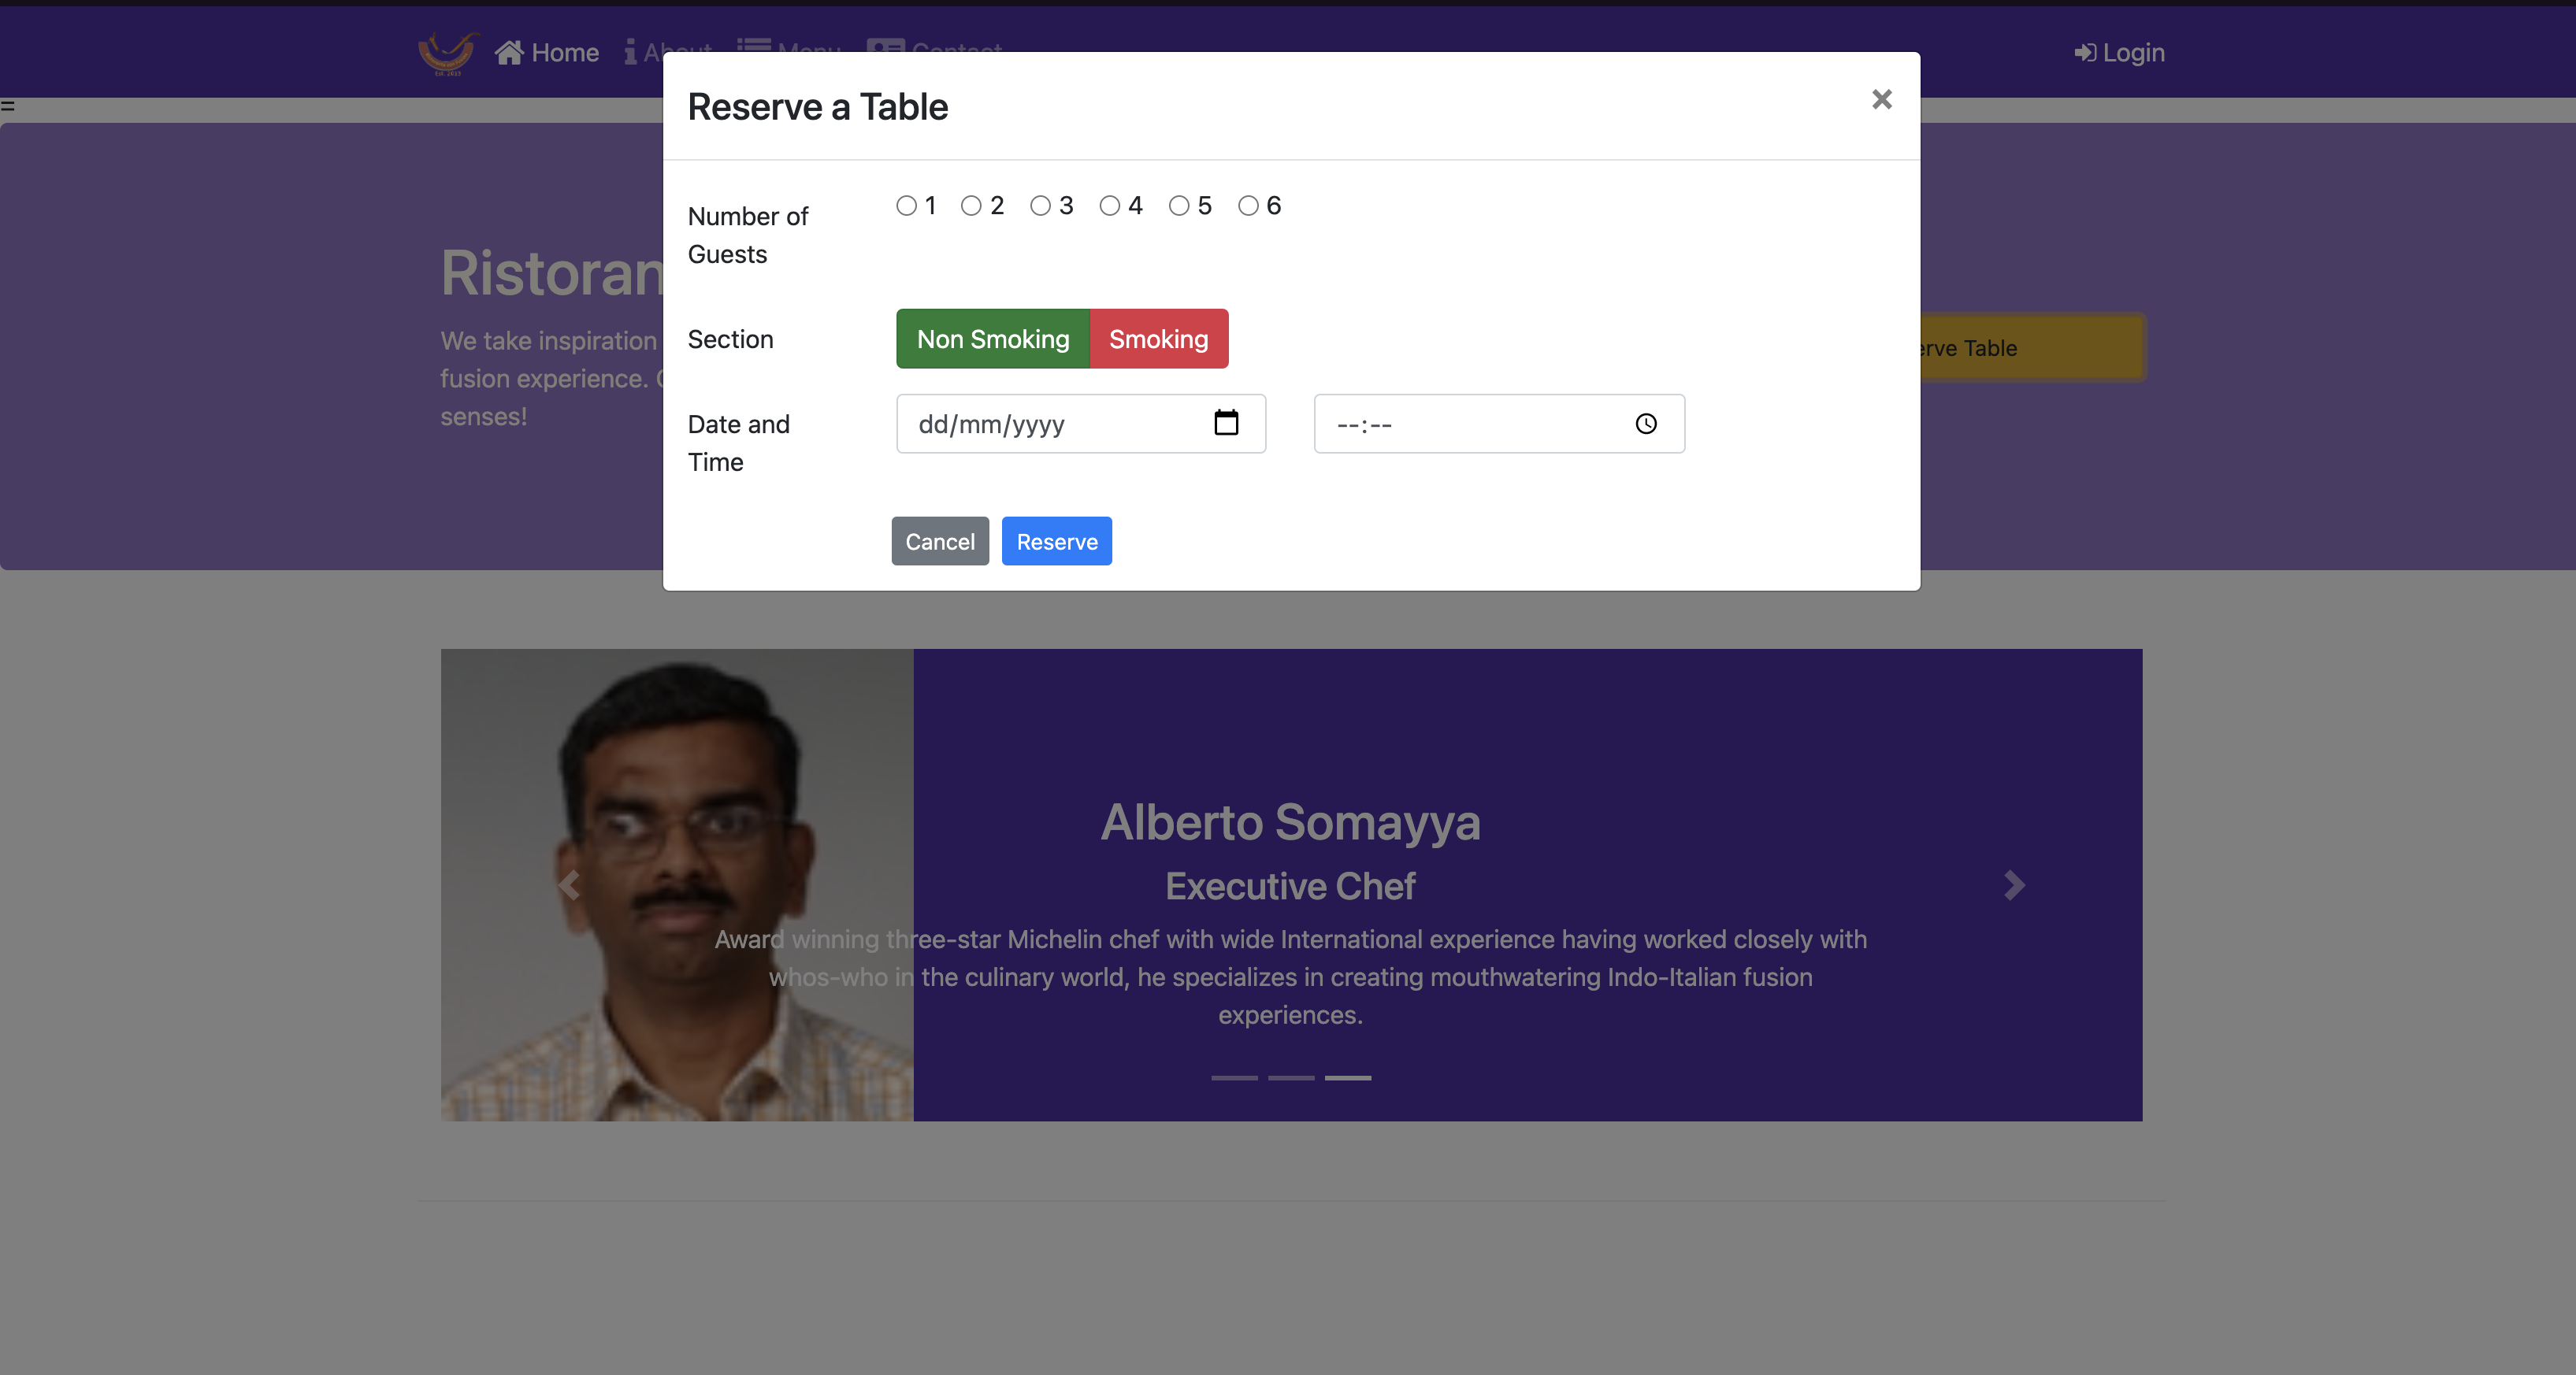 Home About Menu Contact Login
=
Reserve a Table ×
Number of
Guests
1 2 3 4 5 6
Section
Non Smoking Smoking
Date and
Time
dd/mm/yyyy --:--
Cancel Reserve
We take inspiration
fusion experience.
senses!
Table
Alberto Somayya
Executive Chef
Award winning three-star Michelin chef with wide International experience having worked closely with
whos-who in the culinary world, he specializes in creating mouthwatering Indo-Italian fusion
experiences.